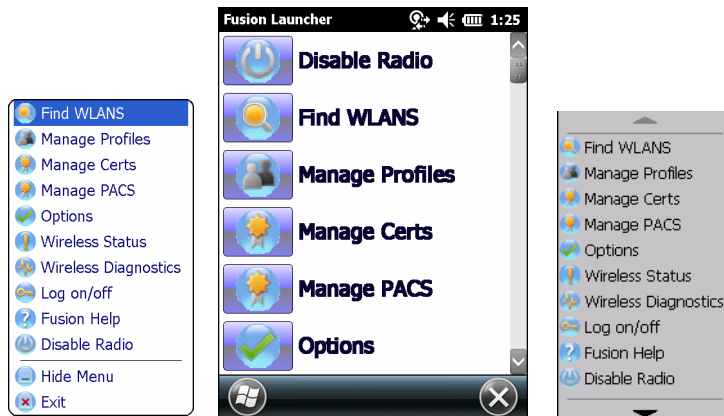 Find WLANS
Manage Profiles
Manage Certs
Manage PACS
Options
Wireless Status
Wireless Diagnostics
Log on/off
Fusion Help
Disable Radio
Hide Menu
Exit
Fusion Launcher 1:25
Disable Radio
Find WLANS
Manage Profiles
Manage Certs
Manage PACS
Options
Find WLANS
Manage Profiles
Manage Certs
Manage PACS
Options
Wireless Status
Wireless Diagnostics
Log on/off
Fusion Help
Disable Radio